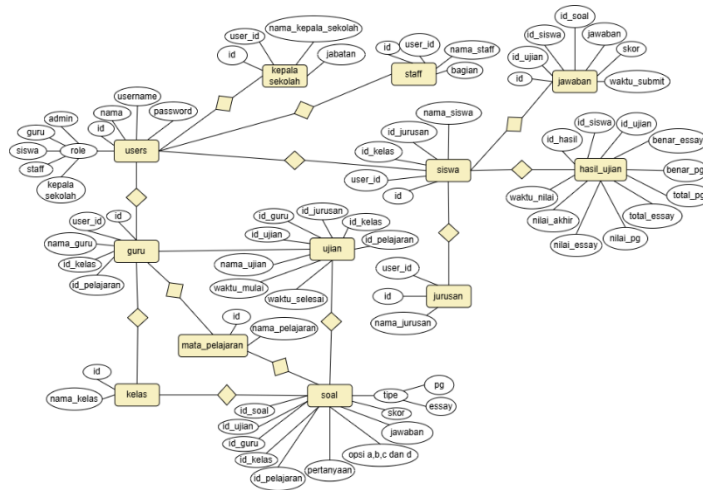 id_soal
id_siswa
jawaban
id_ujian
skor
id
waktu_submit
jawaban
nama_kepala_sekolah
user_id
id
jabatan
kepala
sekolah
user_id
id
nama_staff
bagian
staff
username
nama
password
id
admin
guru
role
siswa
staff
kepala
sekolah
users
nama_siswa
id_jurusan
id_kelas
user_id
id
siswa
id_siswa
id_ujian
id_hasil
benar_essay
benar_pg
waktu_nilai
total_pg
nilai_akhir
total_essay
nilai_essay
nilai_pg
hasil_ujian
id
user_id
nama_guru
id_kelas
id_pelajaran
guru
id_guru
id_jurusan
id_kelas
id_ujian
id_pelajaran
nama_ujian
waktu_mulai
waktu_selesai
ujian
user_id
id
nama_jurusan
jurusan
id
nama_pelajaran
mata_pelajaran
id
nama_kelas
kelas
soal
id_soal
id_ujian
id_guru
id_kelas
id_pelajaran
pertanyaan
opsi a,b,c dan d
jawaban
skor
tipe
pg
essay